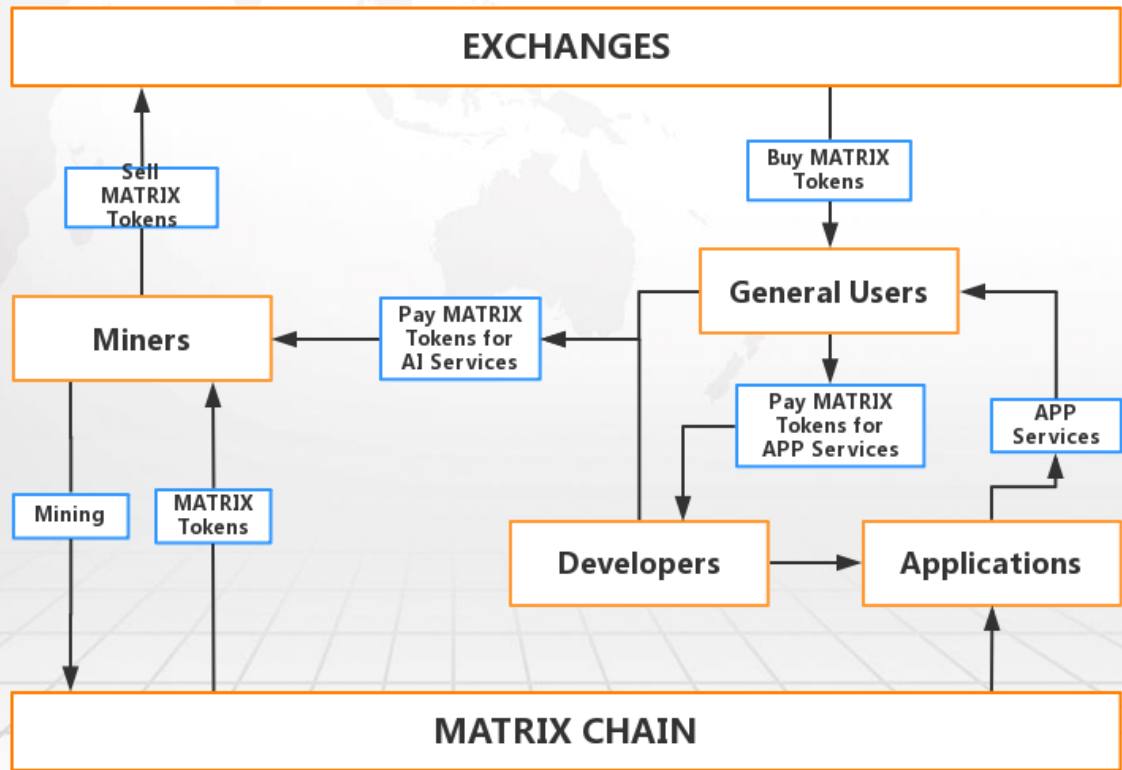 EXCHANGES
Sell
MATRIX
Tokens
Buy MATRIX
Tokens
General Users
Miners
Pay MATRIX
Tokens for
AI Services
Pay MATRIX
Tokens for
APP Services
APP
Services
Mining
MATRIX
Tokens
Developers
Applications
MATRIX CHAIN